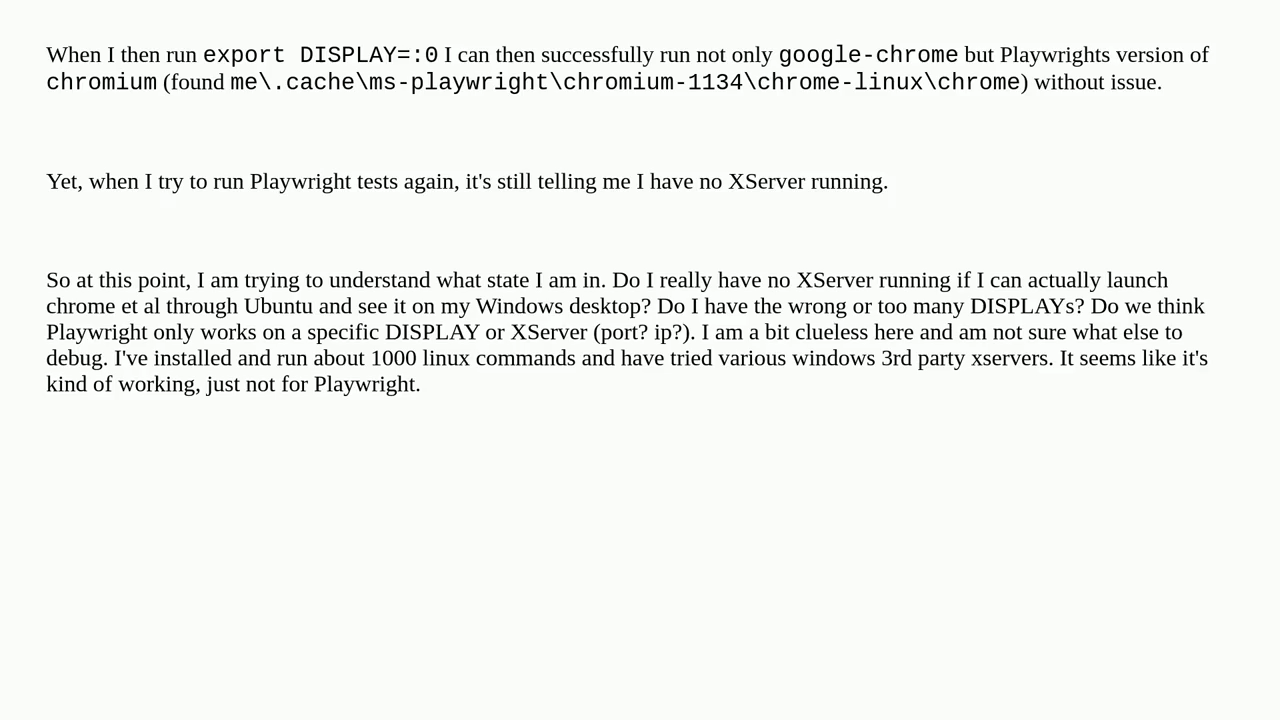 When I then run export DISPLAY=:0 I can then successfully run not only google-chrome but Playwrights version of
chromium (found me\.cache\ms-playwright\chromium-1134\chrome-linux\chrome) without issue.
Yet, when I try to run Playwright tests again, it's still telling me I have no XServer running.
So at this point, I am trying to understand what state I am in. Do I really have no XServer running if I can actually launch
chrome et al through Ubuntu and see it on my Windows desktop? Do I have the wrong or too many DISPLAYs? Do we think
Playwright only works on a specific DISPLAY or XServer (port? ip?). I am a bit clueless here and am not sure what else to
debug. I've installed and run about 1000 linux commands and have tried various windows 3rd party xservers. It seems like it's
kind of working, just not for Playwright.